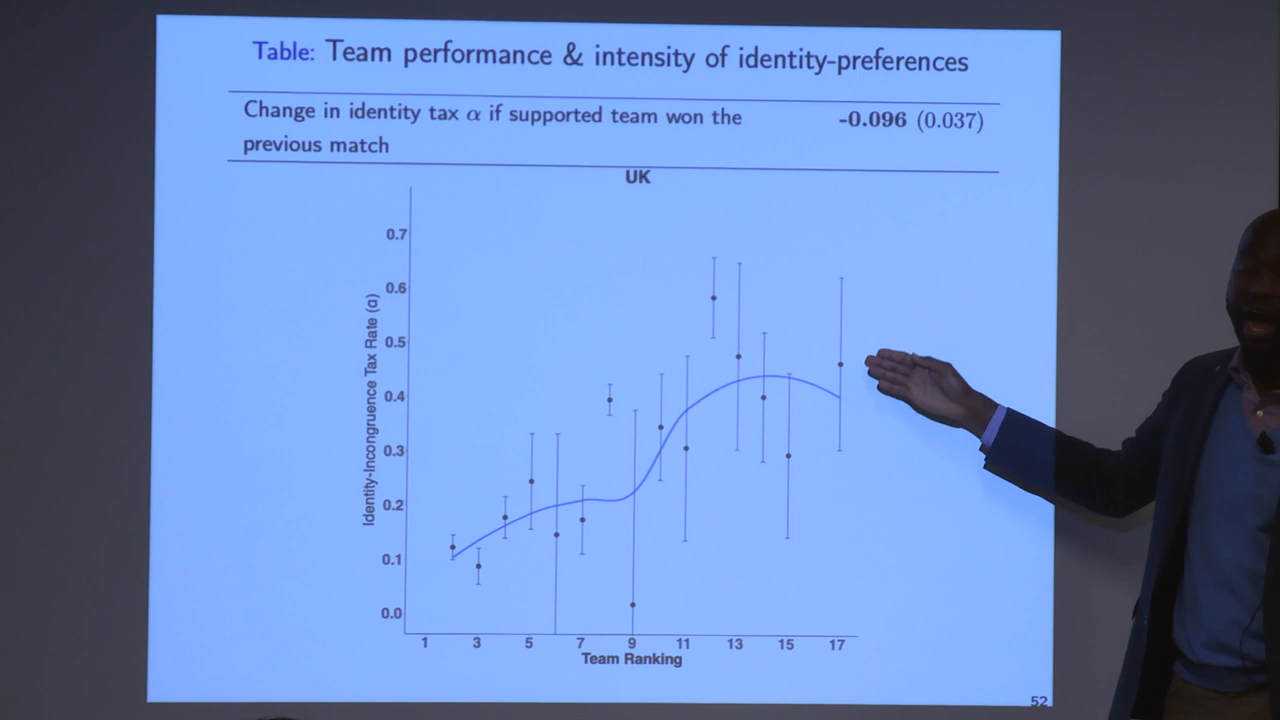 Table: Team performance & intensity of identity-preferences
Change in identity tax α if supported team won the
previous match
-0.096 (0.037)
UK
0.7
0.6
0.5
0.4
0.3
0.2
0.1
0.0
Identity-Incongruence Tax Rate (α)
1 3 5 7 9 11 13 15 17
Team Ranking
52